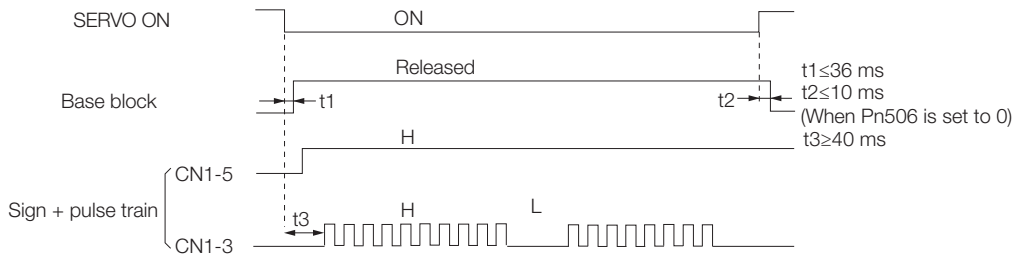 SERVO ON
ON
Released
Base block
t1
t2
t1≤36 ms
t2≤10 ms
(When Pn506 is set to 0)
t3≥40 ms
H
CN1-5
Sign + pulse train
t3
H
L
CN1-3